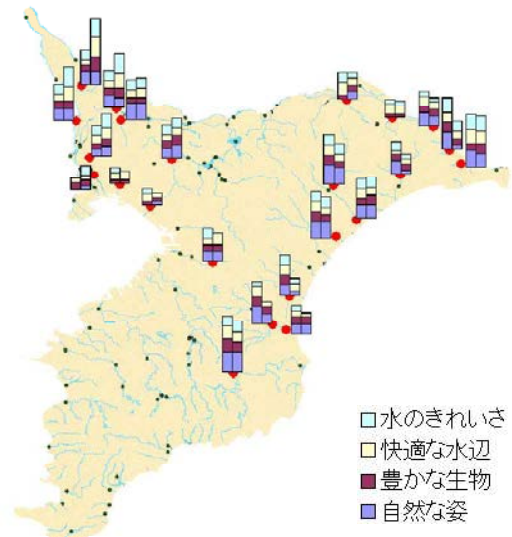 水のきれいさ
快適な水辺
豊かな生物
自然な姿